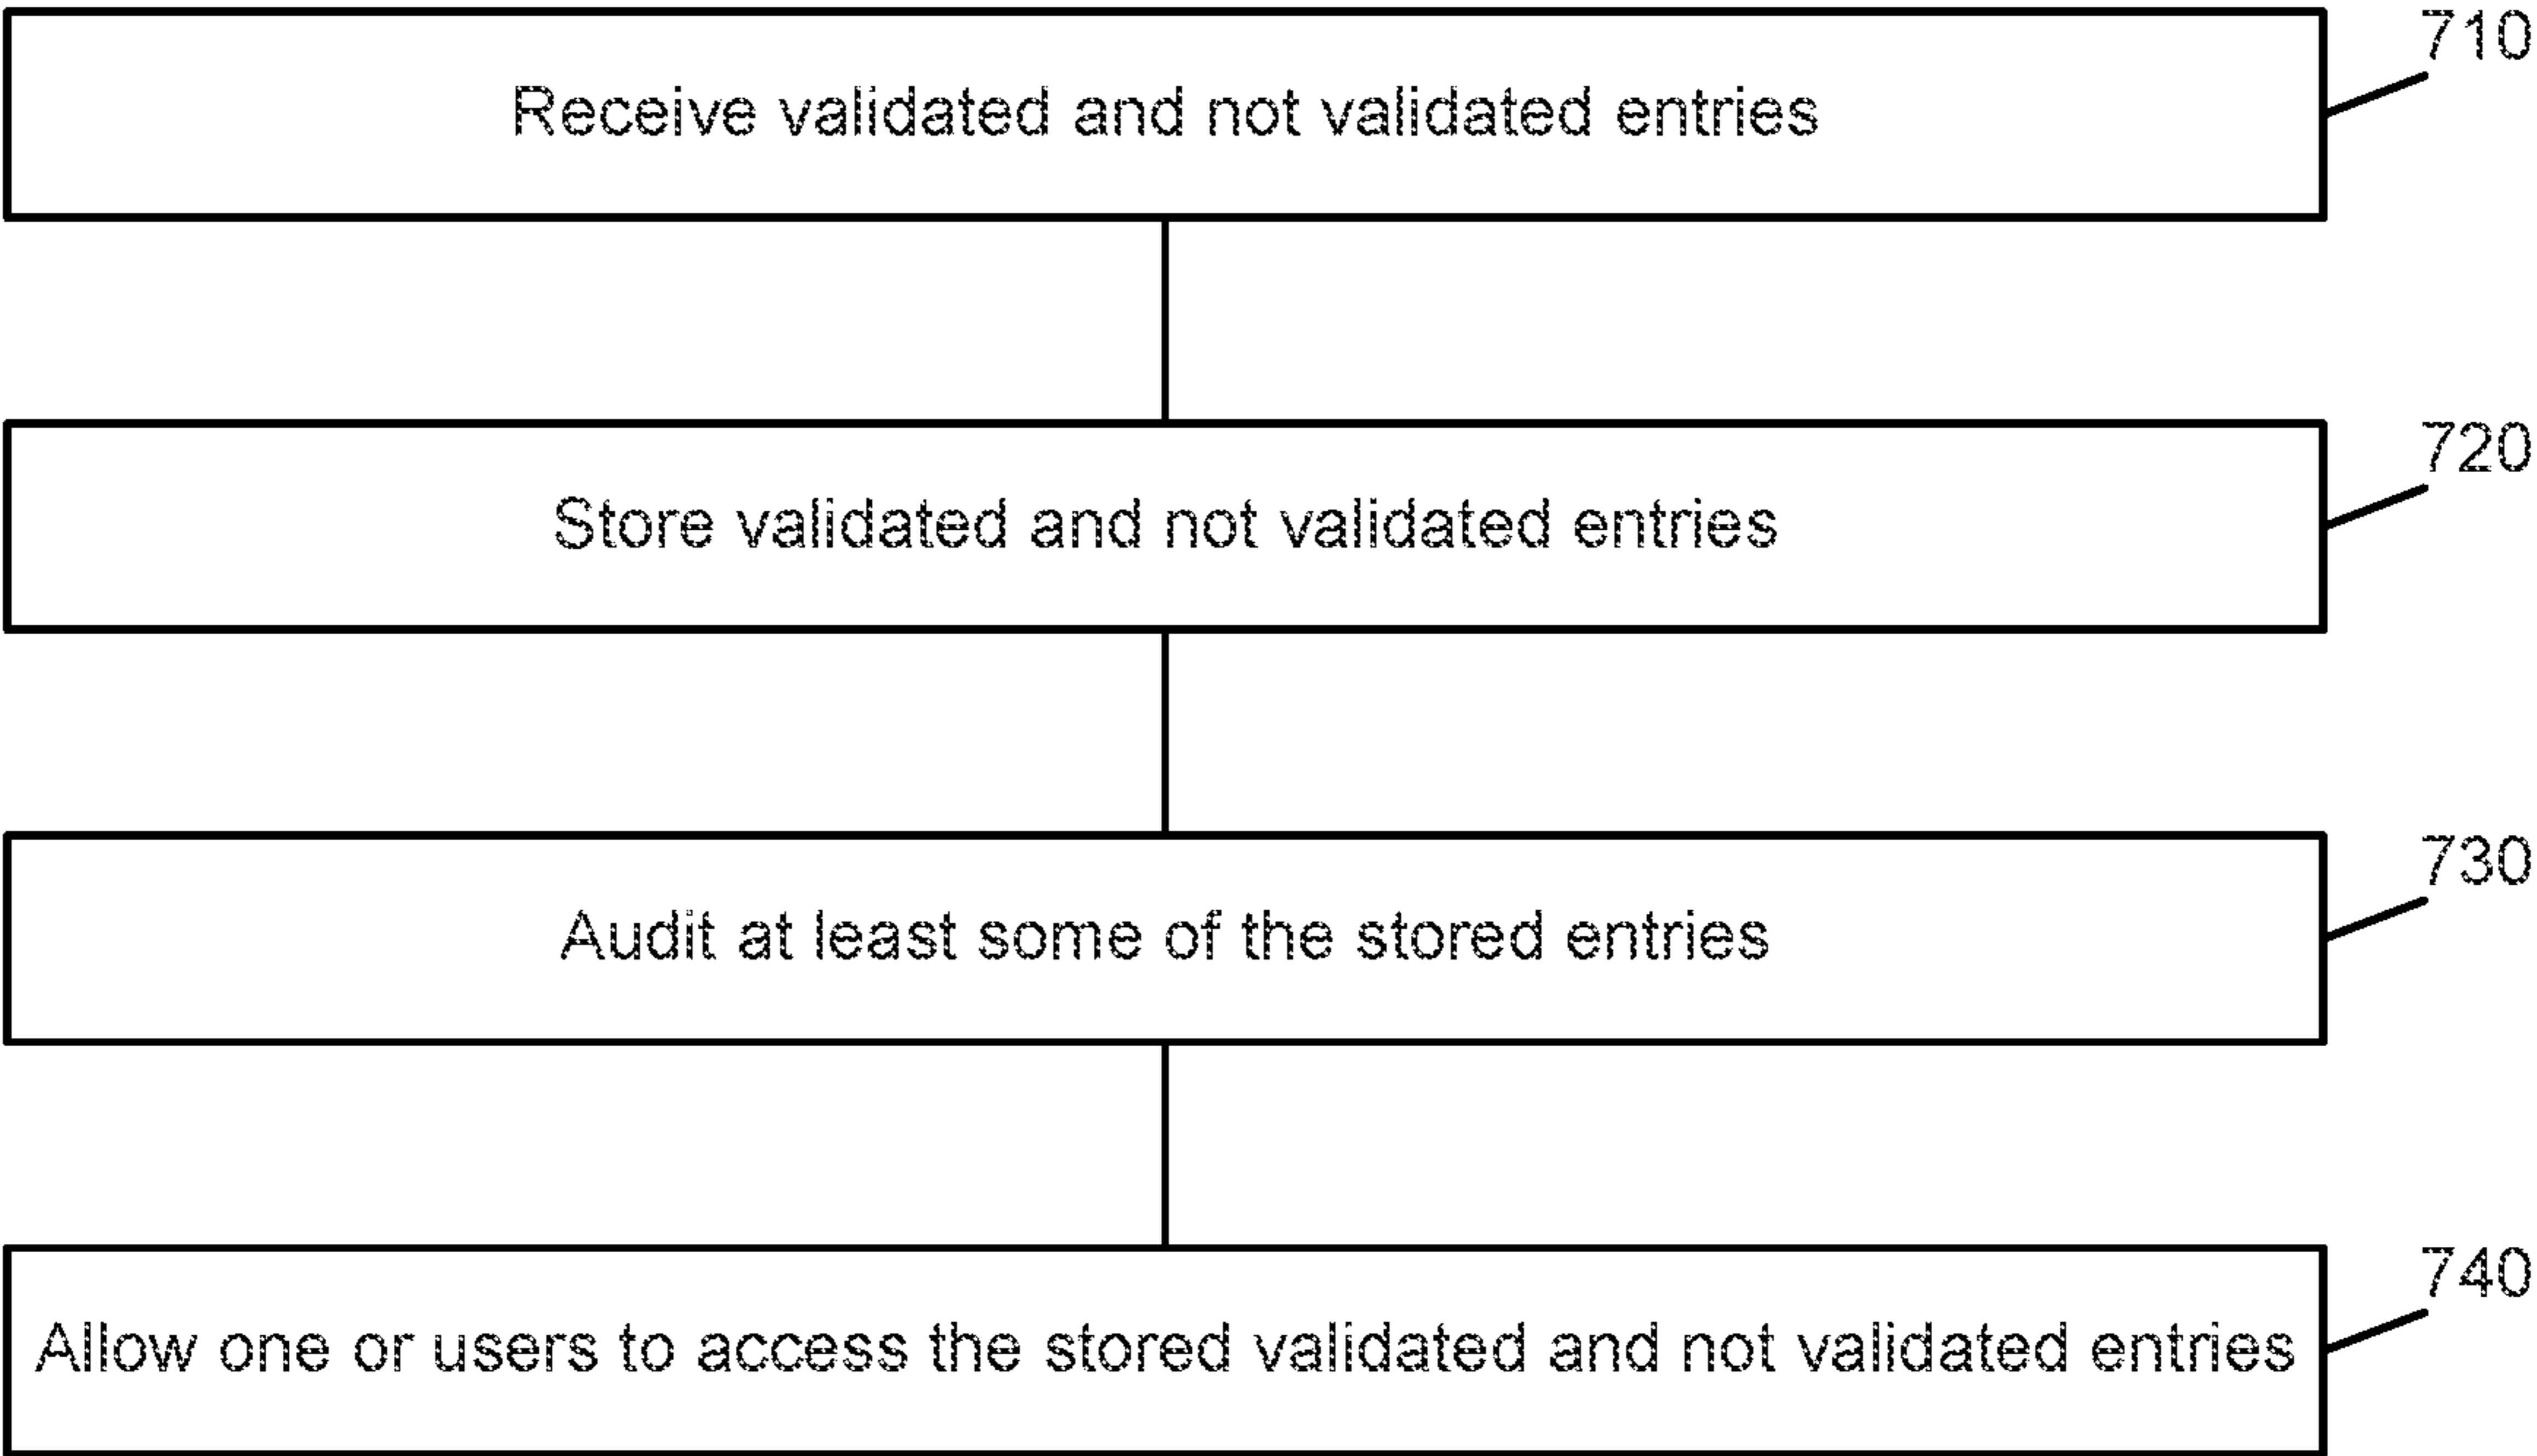 710
Receive validated and not validated entries
720
Store validated and not validated entries
730
Audit at least some of the stored entries
740
Allow one or users to access the stored validated and not validated entries